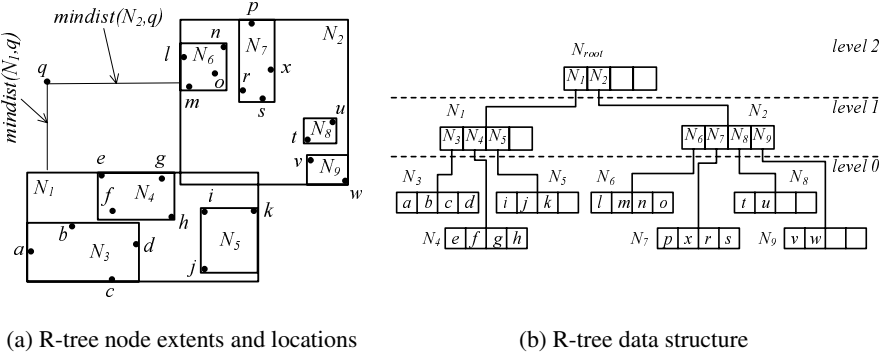 p
mindist(N2,q)
n
N7
N2
l
N6
q
x
o
r
m
s
mindist(N1,q)
u
t
N8
v
N9
w
e
g
N1
f
N4
i
k
h
b
a
N3
d
N5
j
c
(a) R-tree node extents and locations
Nroot
level 2
N1 N2
level 1
N1
N2
N3 N4 N5
N6 N7 N8 N9
level 0
N3
N5
N6
N8
a b c d
i j k
l m n o
t u
N4 e f g h
N7 p x r s
N9 v w
(b) R-tree data structure